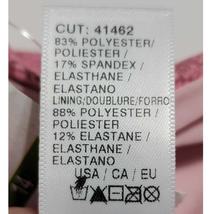 CUT: 41462
83% POLYESTER/
POLIESTER /
17% SPANDEX /
ELASTHANE /
ELASTANO
LINING/DOUBLURE/FORRO
88% POLYESTER/
POLIESTER
12% ELASTANE /
ELASTHANNE /
ELASTANO
USA / CA / EU